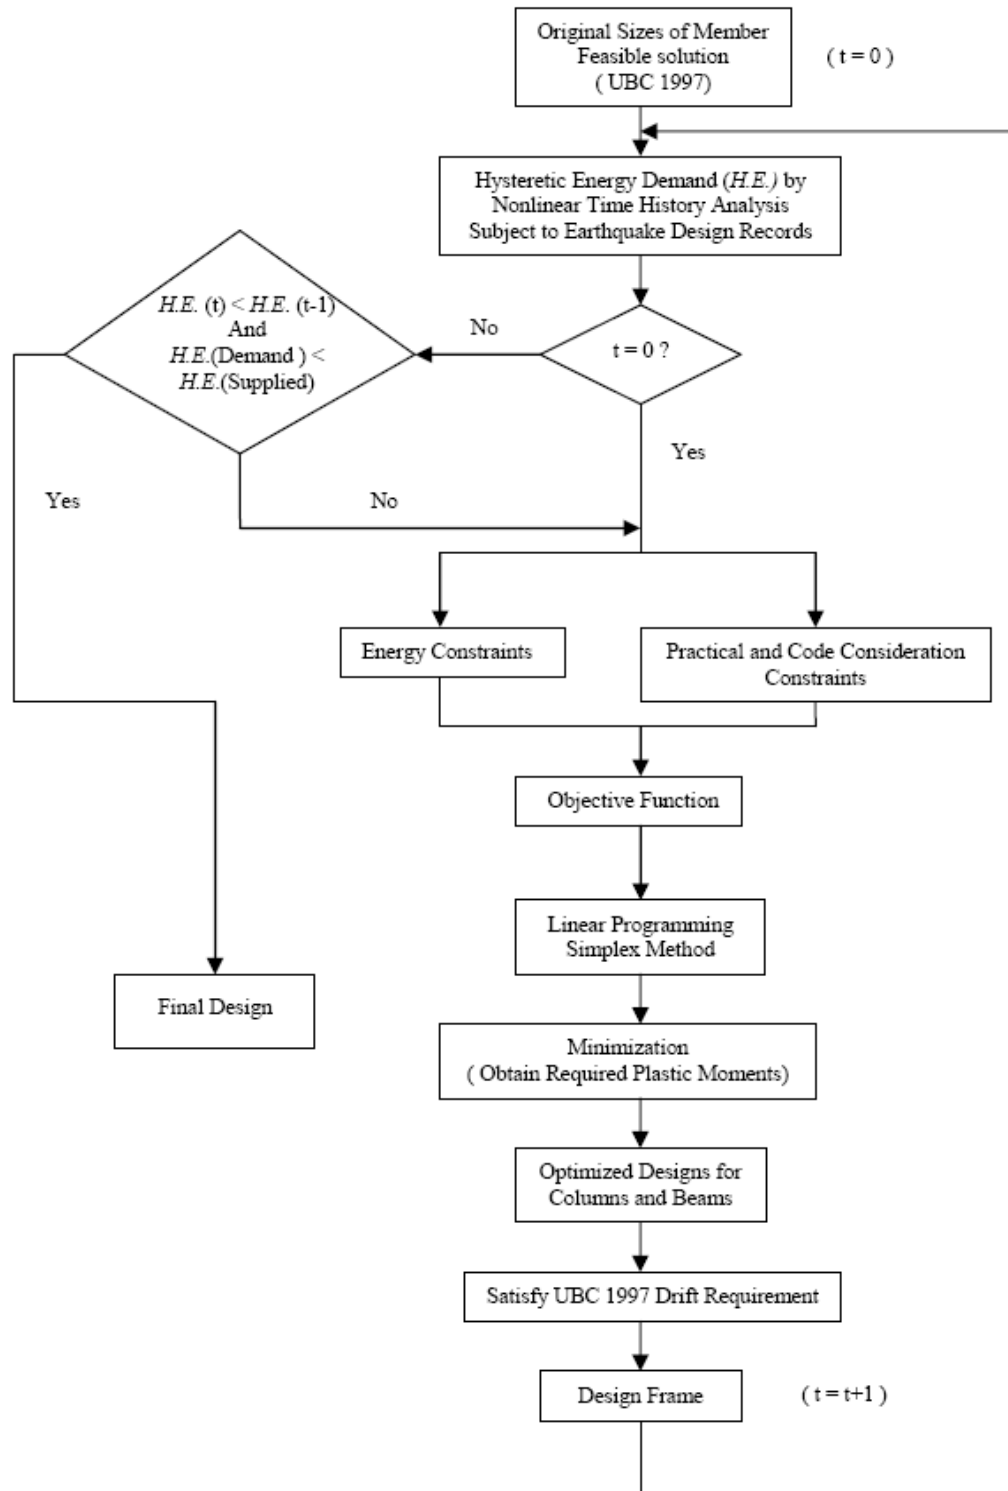 Original Sizes of Member
Feasible solution
( UBC 1997)
( t = 0 )
Hysteretic Energy Demand (H.E.) by
Nonlinear Time History Analysis
Subject to Earthquake Design Records
H.E. (t) < H.E. (t-1)
And
H.E.(Demand ) <
H.E.(Supplied)
No
t = 0 ?
Yes
Yes
No
Energy Constraints
Practical and Code Consideration
Constraints
Objective Function
Linear Programming
Simplex Method
Final Design
Minimization
( Obtain Required Plastic Moments)
Optimized Designs for
Columns and Beams
Satisfy UBC 1997 Drift Requirement
Design Frame
( t = t+1 )